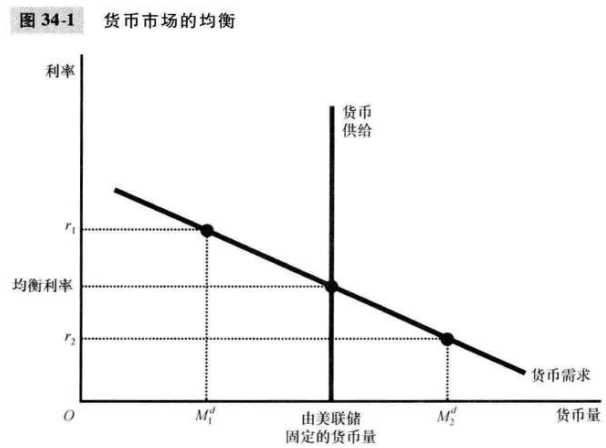 图 34-1 货币市场的均衡
利率
货币
供给
r₁
均衡利率
r₂
货币需求
O
M₁ᵈ
由美联储
固定的货币量
M₂ᵈ
货币量